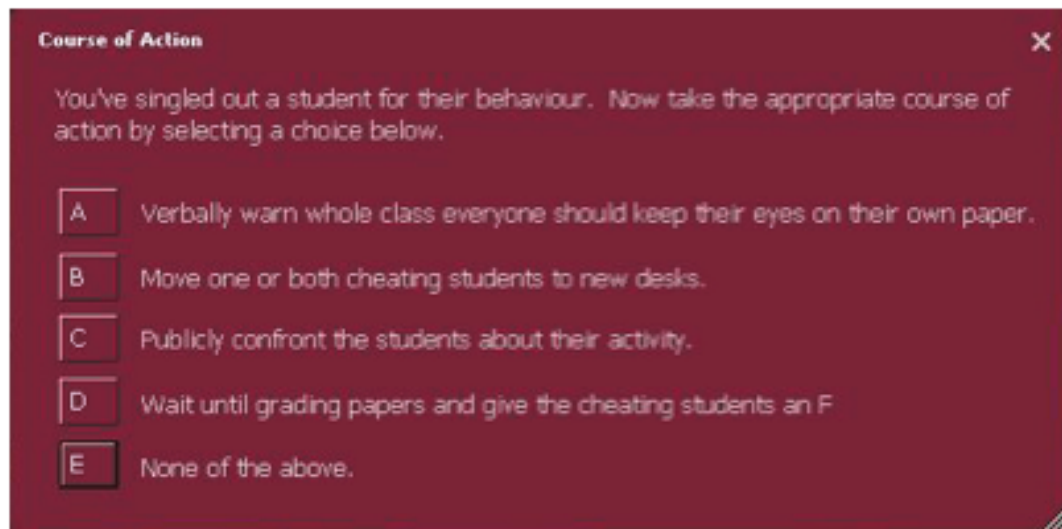 Course of Action
You've singled out a student for their behaviour. Now take the appropriate course of
action by selecting a choice below.
A Verbally warn whole class everyone should keep their eyes on their own paper.
B Move one or both cheating students to new desks.
C Publicly confront the students about their activity.
D Wait until grading papers and give the cheating students an F
E None of the above.